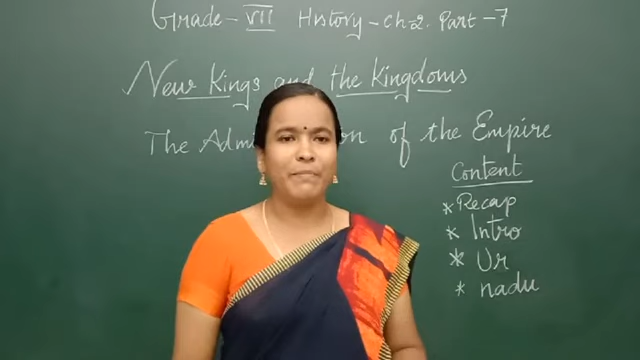 Grade - VII History - Ch-2. Part - 7
New Kings and the Kingdoms
The of the Empire
Content
* Recap
* Intro
* Ur
* nadu